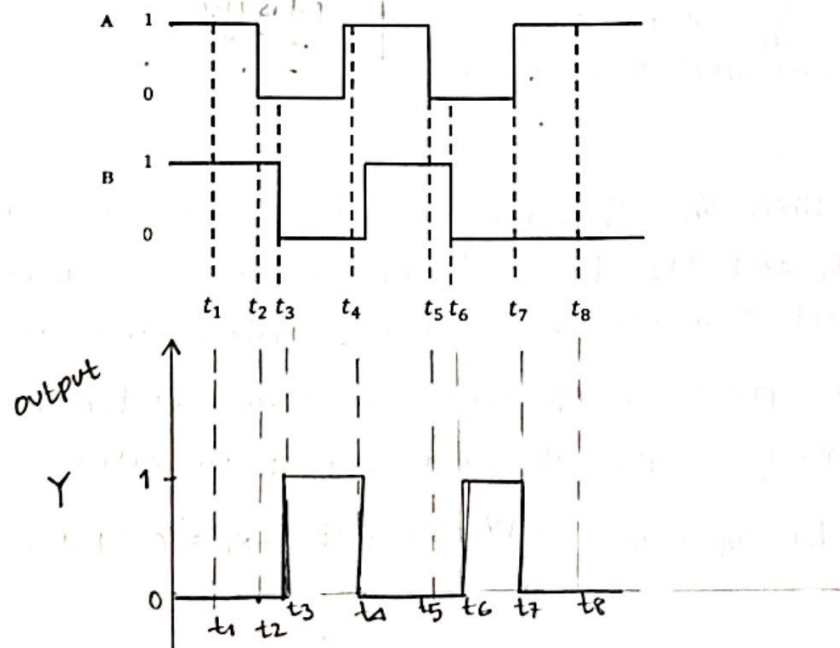 A 1
0
B 1
0
t₁ t₂ t₃ t₄ t₅ t₆ t₇ t₈
output
Y 1
0
t₁ t₂ t₃ t₄ t₅ t₆ t₇ t₈